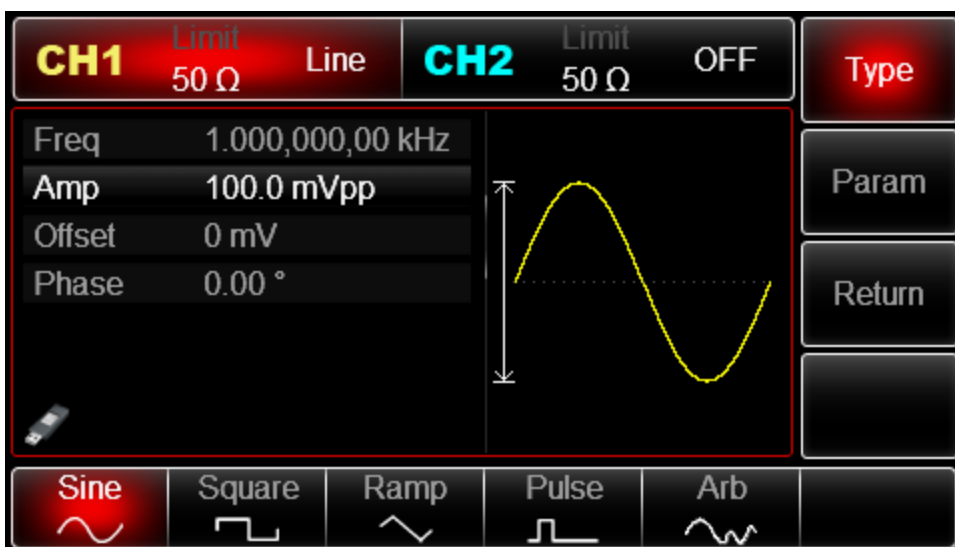 CH1 Limit 50 Ω Line
CH2 Limit 50 Ω OFF
Type
Freq 1.000,000,00 kHz
Amp 100.0 mVpp
Param
Offset 0 mV
Phase 0.00 °
Return
Sine Square Ramp Pulse Arb